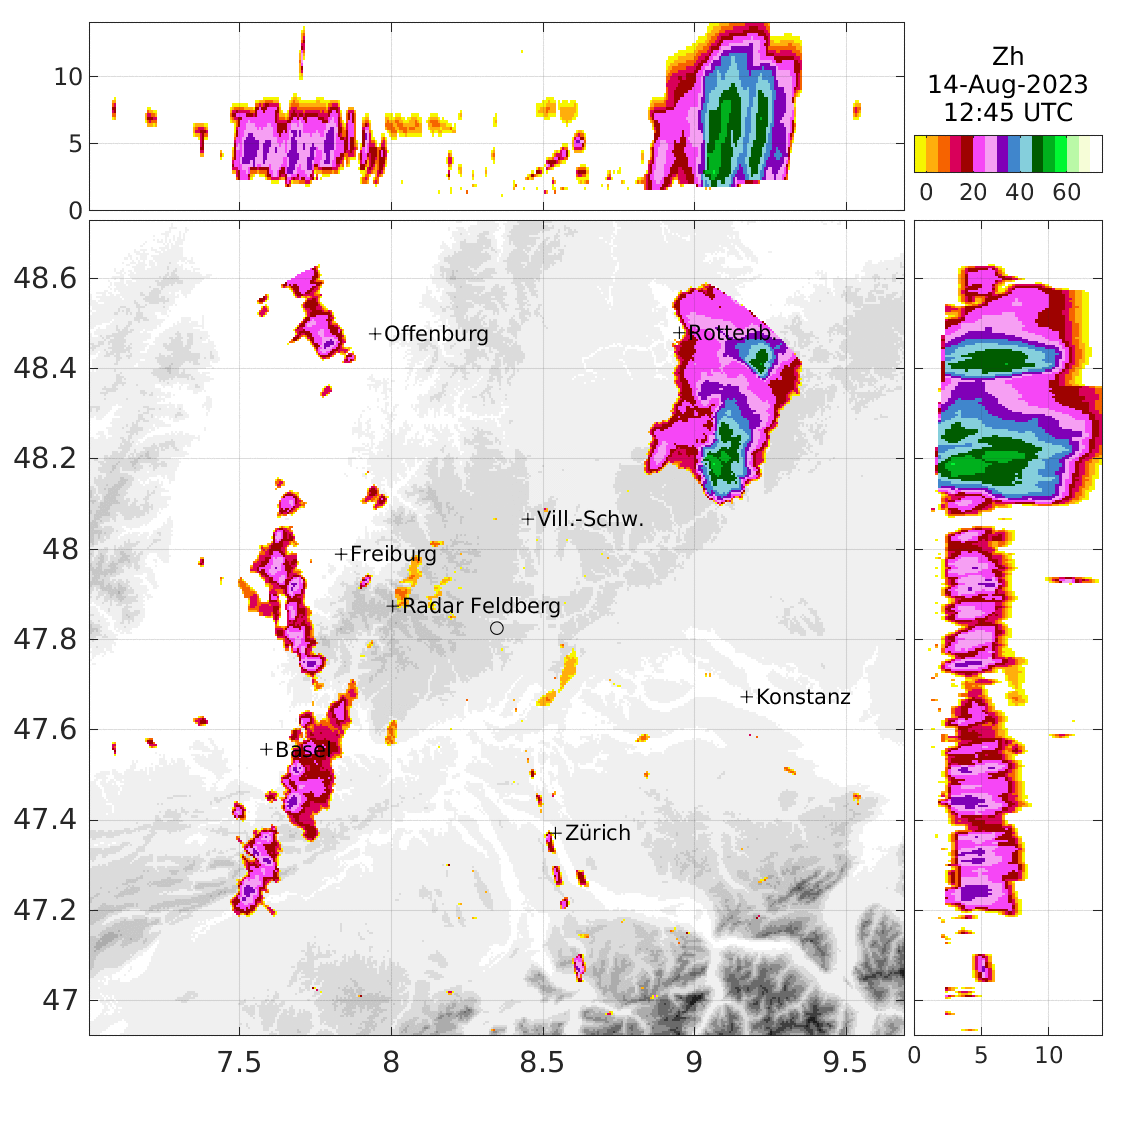 10
5
0
Zh
14-Aug-2023
12:45 UTC
0 20 40 60
48.6
48.4
48.2
48
47.8
47.6
47.4
47.2
47
+Offenburg
+Rottenb.
+Vill.-Schw.
+Freiburg
+Radar Feldberg
+Konstanz
+Basel
+Zürich
7.5 8 8.5 9 9.5
0 5 10